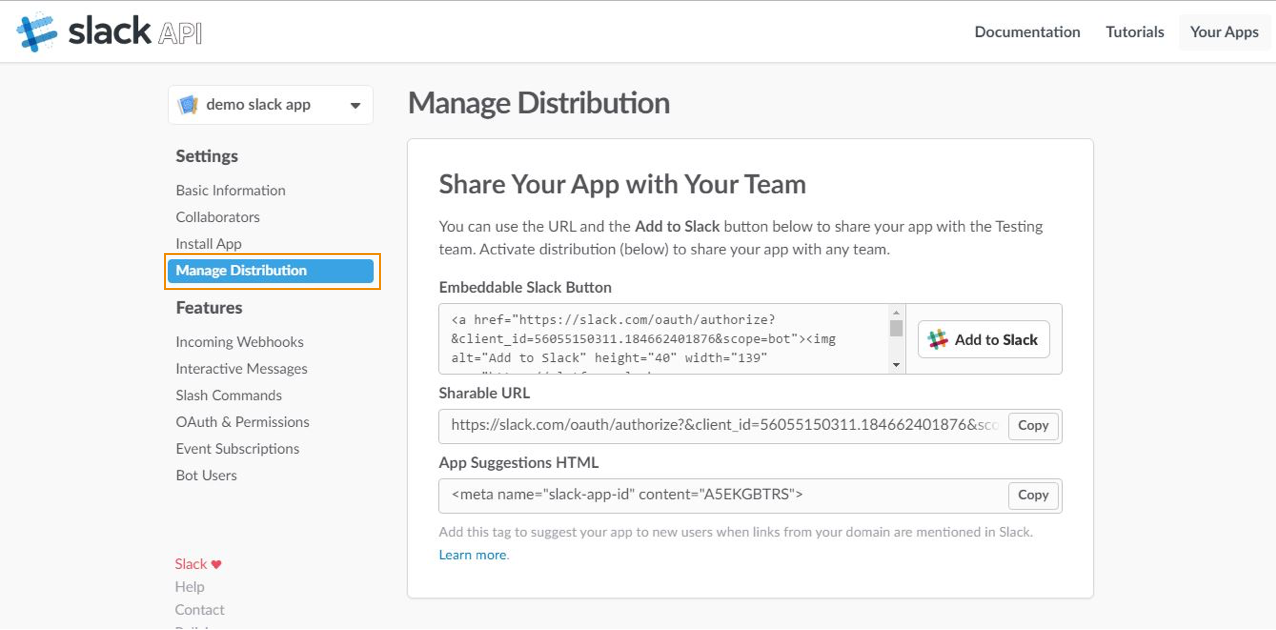 slack API
Documentation
Tutorials
Your Apps
demo slack app
Settings
Basic Information
Collaborators
Install App
Manage Distribution
Features
Incoming Webhooks
Interactive Messages
Slash Commands
OAuth & Permissions
Event Subscriptions
Bot Users
Slack ♥
Help
Contact
Manage Distribution
Share Your App with Your Team
You can use the URL and the Add to Slack button below to share your app with the Testing
team. Activate distribution (below) to share your app with any team.
Embeddable Slack Button
<a href="https://slack.com/oauth/authorize?
&client_id=56055150311.184662401876&scope=bot"><img
alt="Add to Slack" height="40" width="139"
Add to Slack
Sharable URL
https://slack.com/oauth/authorize?&client_id=56055150311.184662401876&sco
Copy
App Suggestions HTML
<meta name="slack-app-id" content="A5EKGBTRS">
Copy
Add this tag to suggest your app to new users when links from your domain are mentioned in Slack.
Learn more.